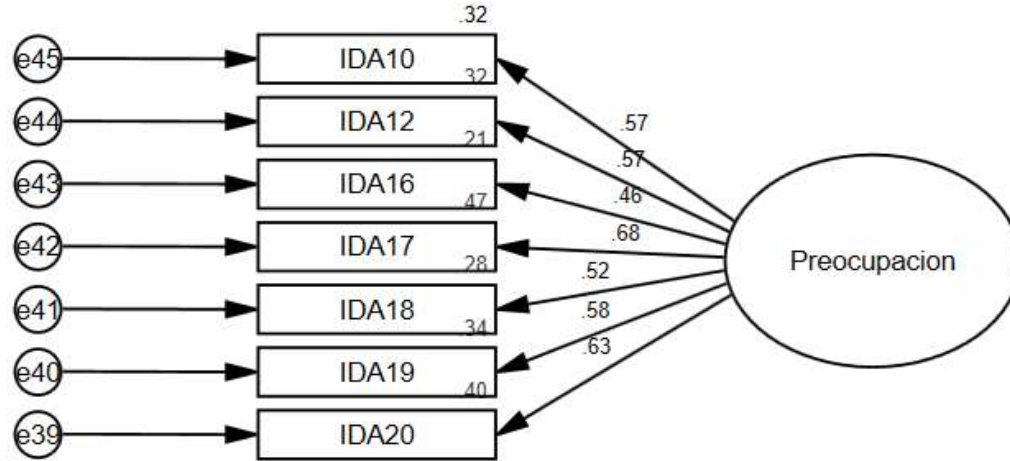 .32
e45
IDA10
.32
.57
e44
IDA12
.21
.57
e43
IDA16
.46
.47
e42
IDA17
.68
Preocupacion
.28
.52
e41
IDA18
.34
.58
e40
IDA19
.63
.40
e39
IDA20